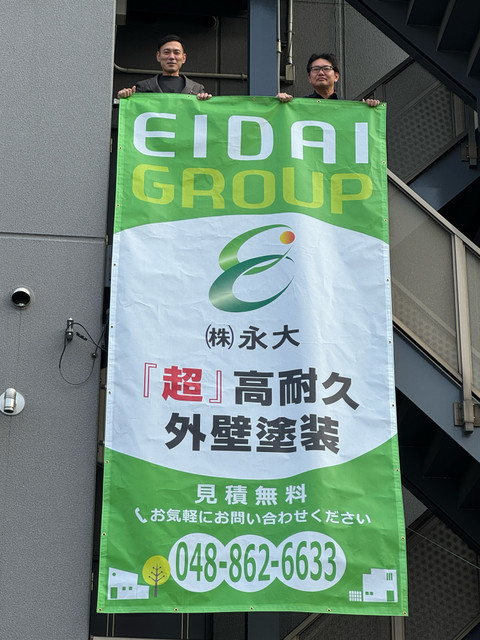 EIDAI
GROUP
㈱永大
『超』高耐久
外壁塗装
見積無料
お気軽にお問い合わせください
048-862-6633